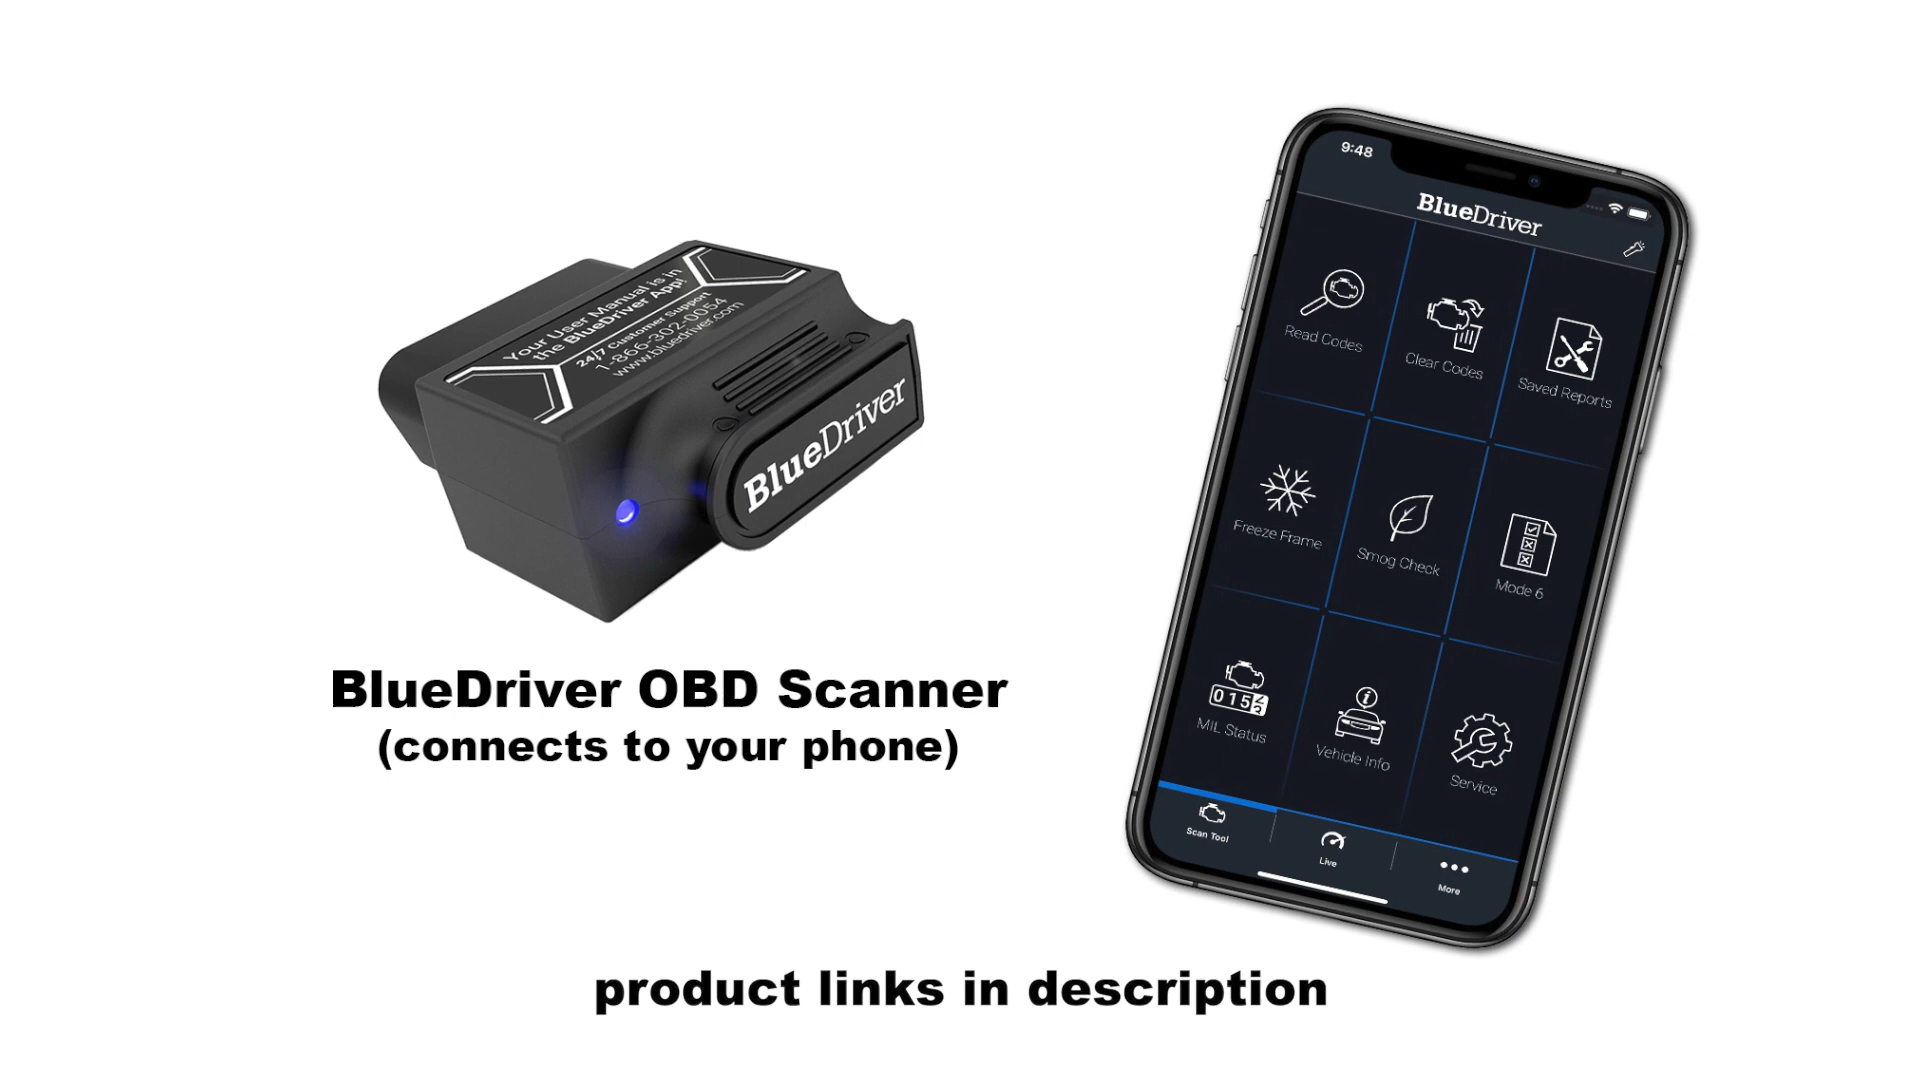 Your User Manual is in
the BlueDriver App!
24/7 Customer Support
1-866-302-0054
www.bluedriver.com
BlueDriver
BlueDriver OBD Scanner
(connects to your phone)
9:48
BlueDriver
Read Codes
Clear Codes
Saved Reports
Freeze Frame
Smog Check
Mode 6
MIL Status
Vehicle Info
Service
Scan Tool
Live
More
product links in description